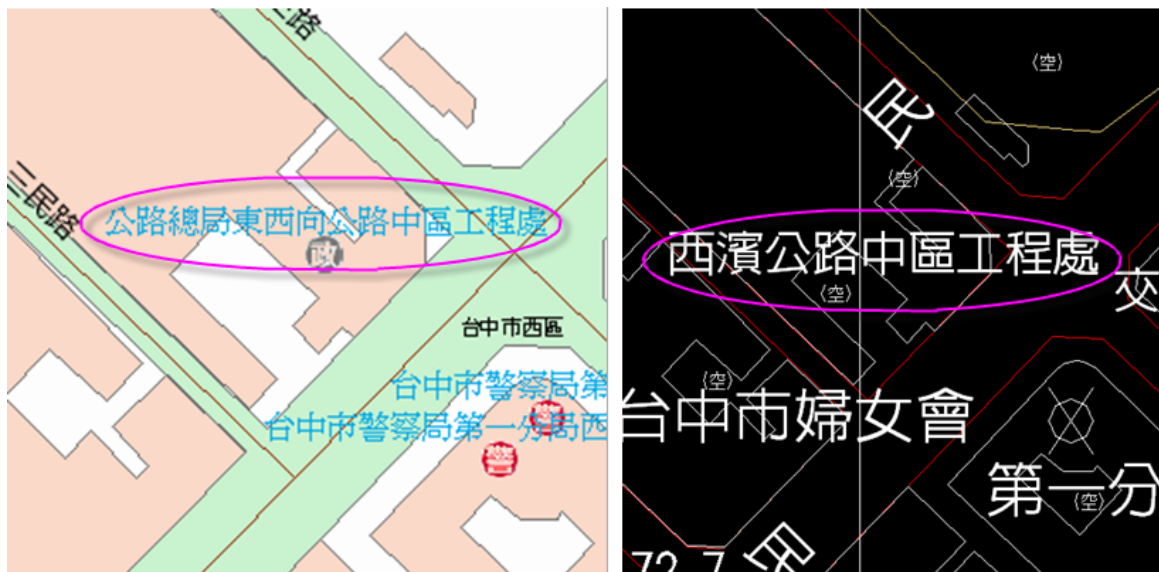 三民路
公路總局東西向公路中區工程處
政
台中市西區
台中市警察局第
台中市警察局第一分局西
警
(空)
民
(空)
西濱公路中區工程處
(空)
交
(空)
台中市婦女會
第一分
(空)
72.7
民